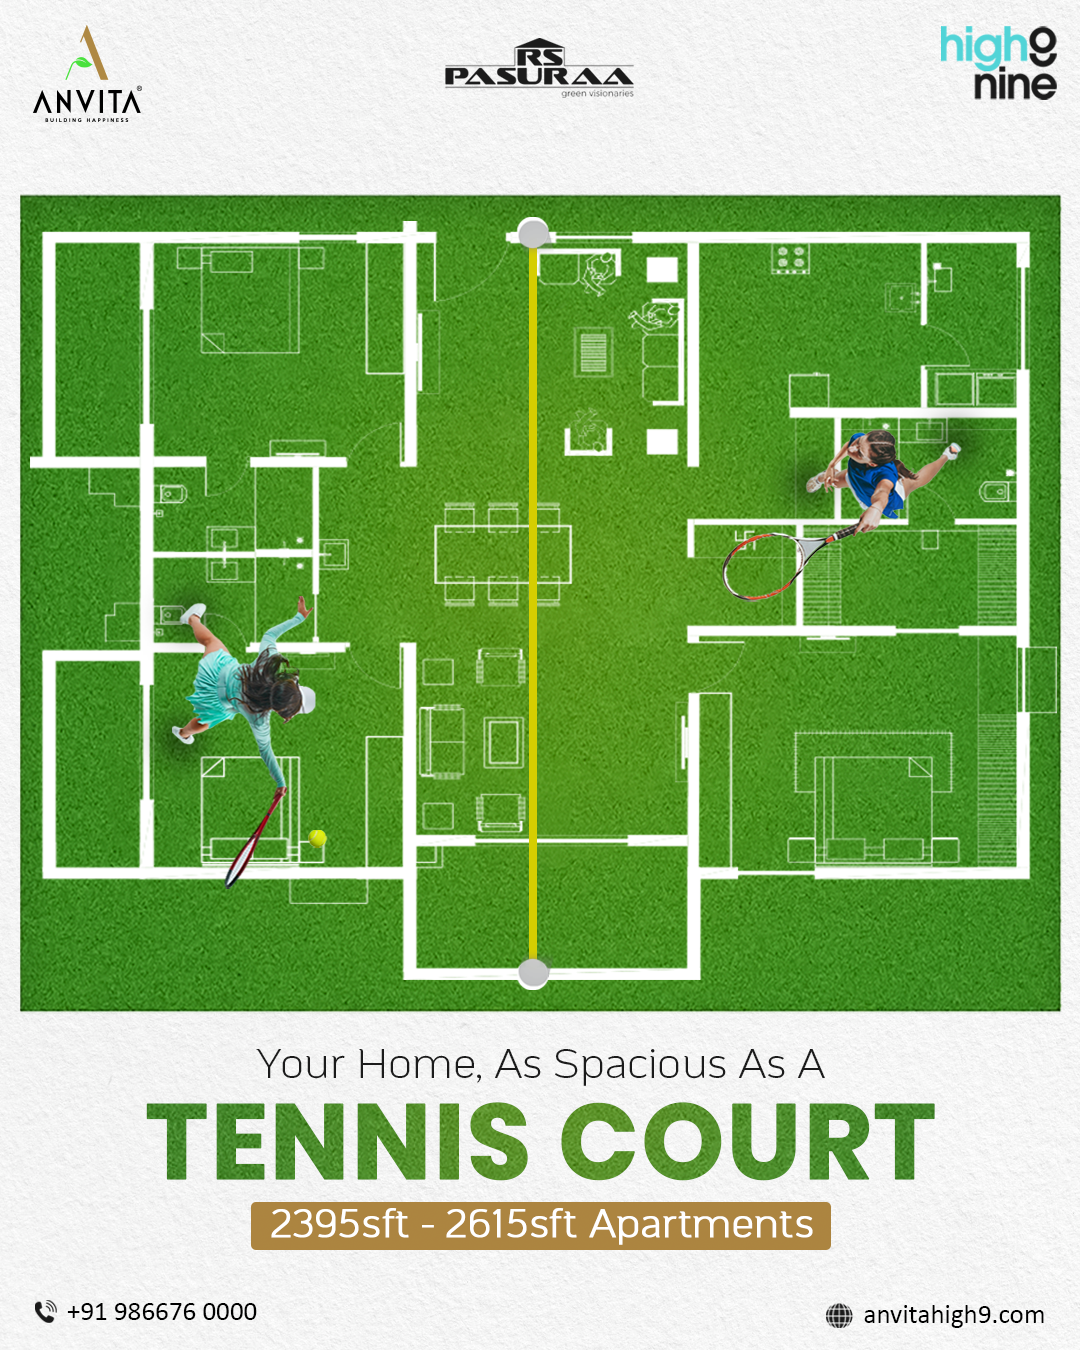 ANVITA®
BUILDING HAPPINESS
RS
PASURAA
green visionaries
high9
nine
Your Home, As Spacious As A
TENNIS COURT
2395sft - 2615sft Apartments
+91 986676 0000
anvitahigh9.com